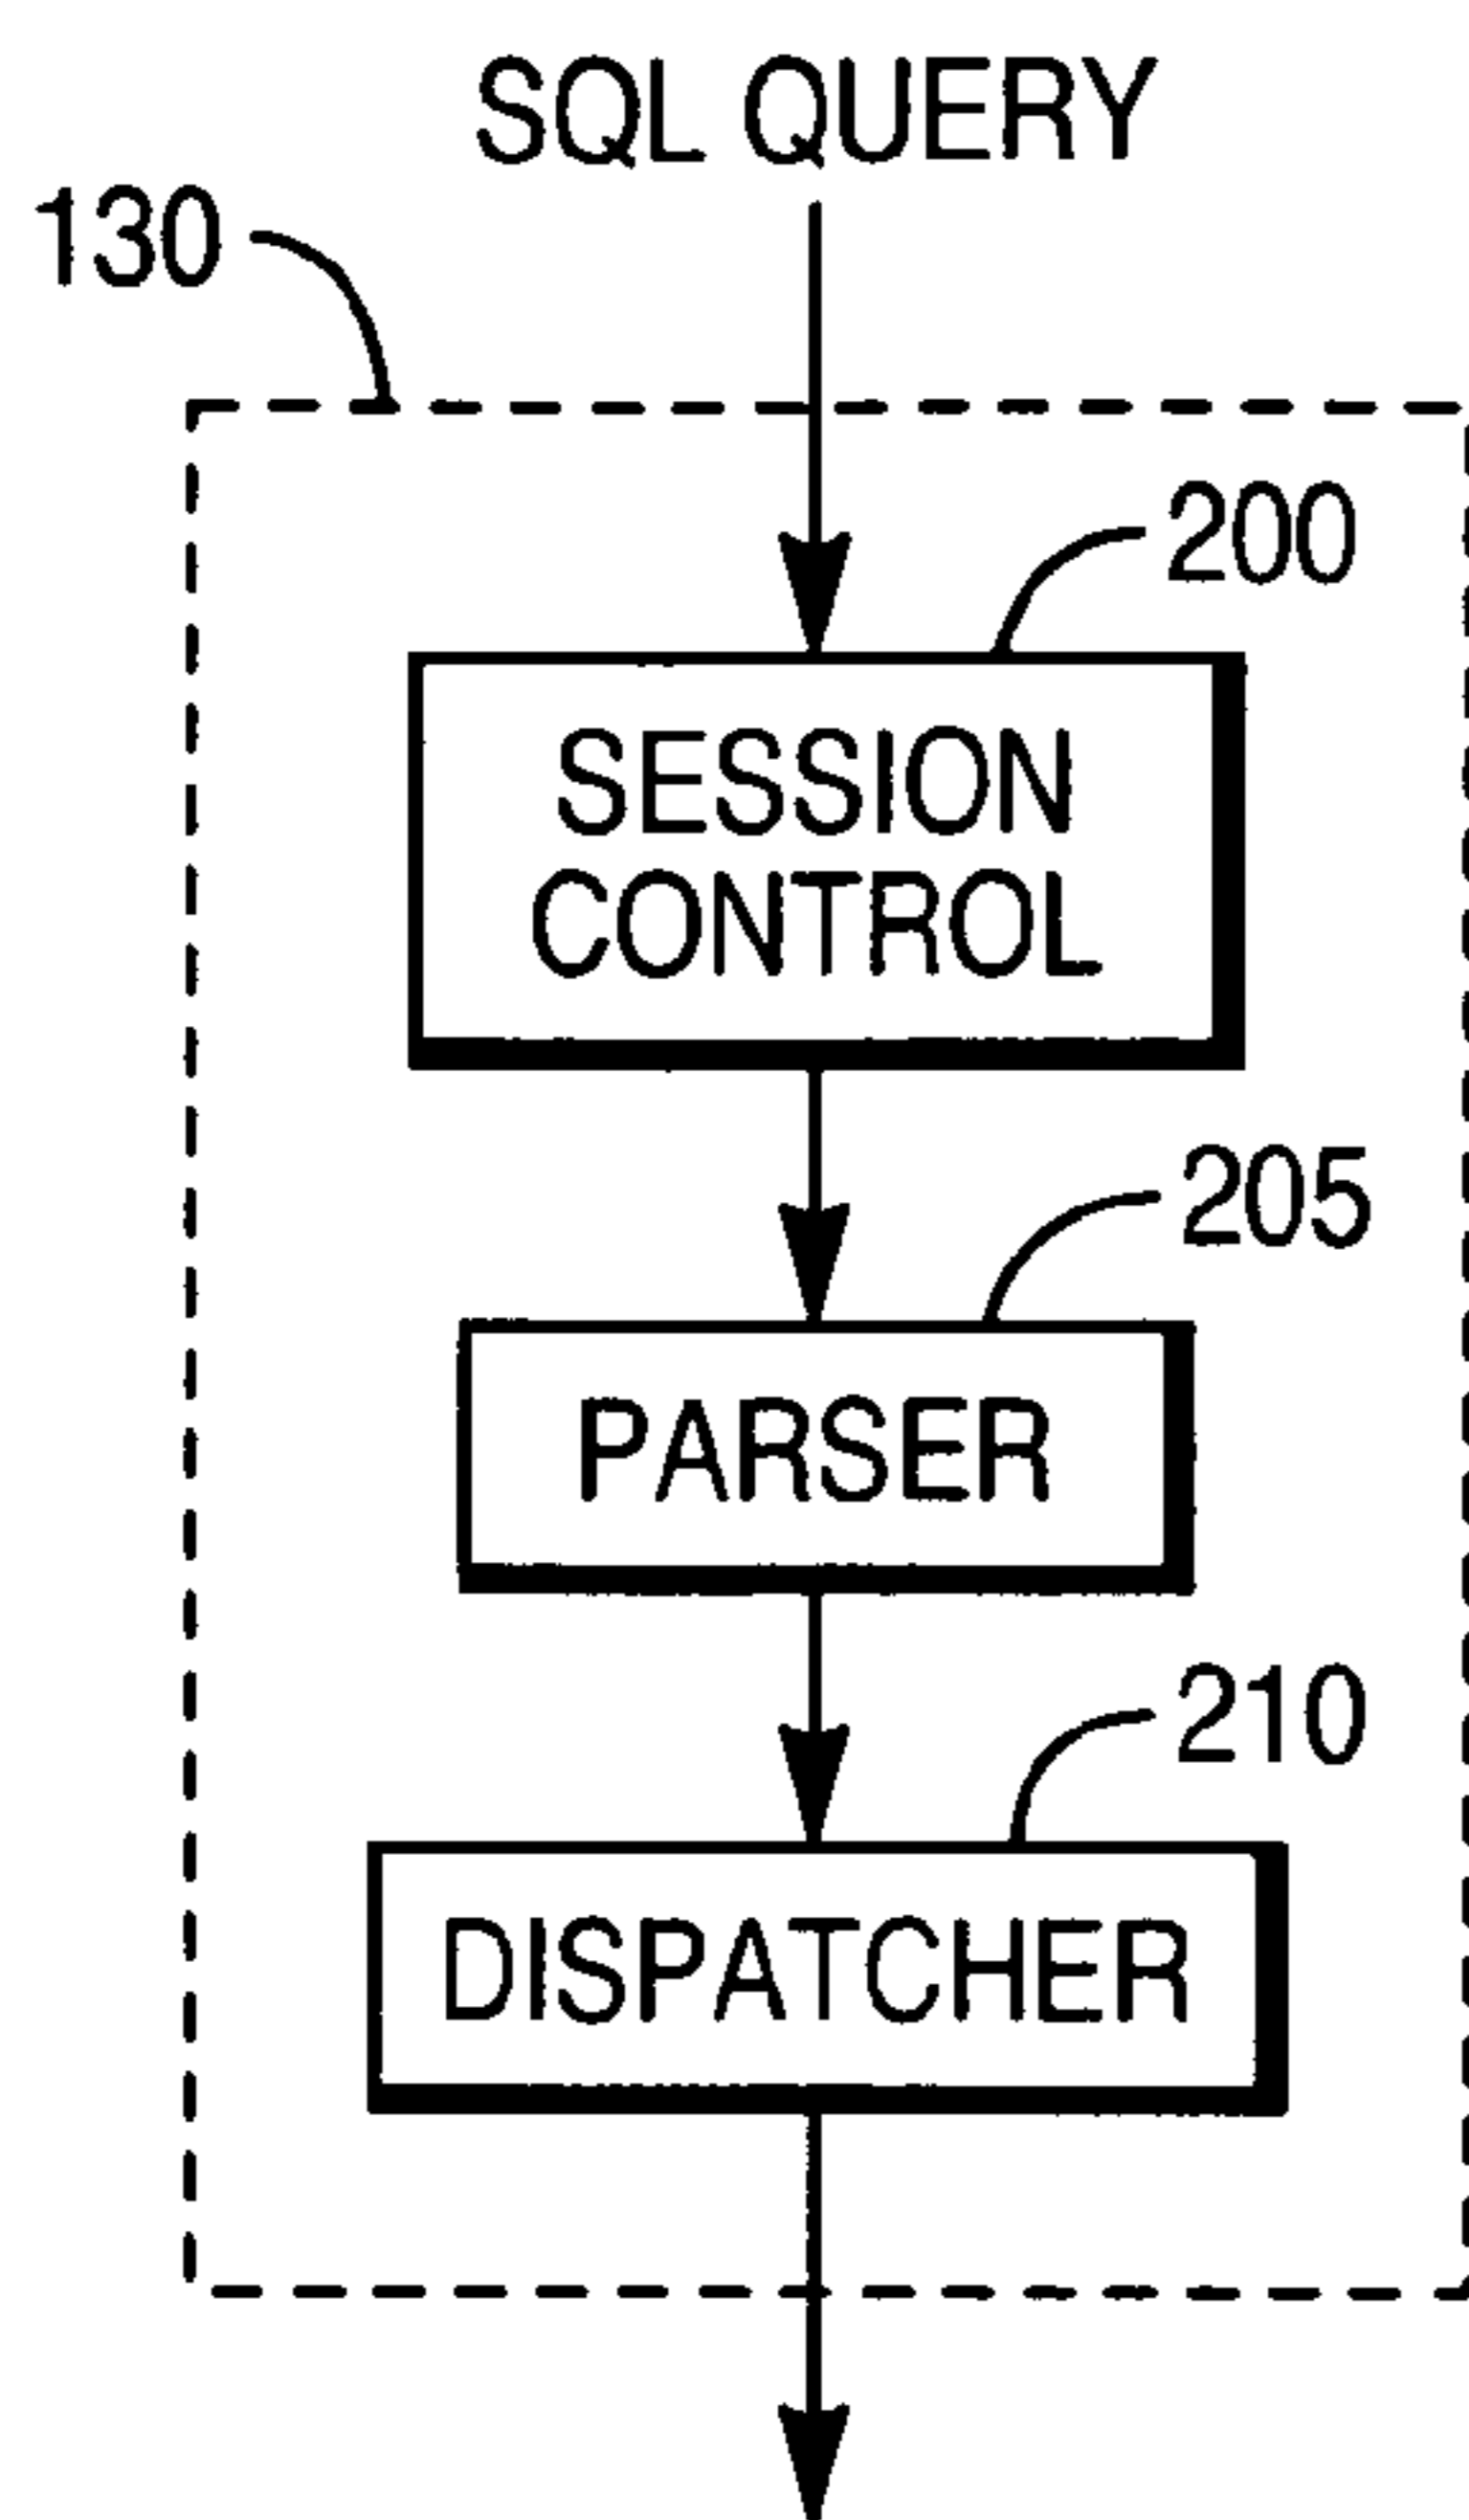 SQL QUERY
130
200
SESSION
CONTROL
205
PARSER
210
DISPATCHER